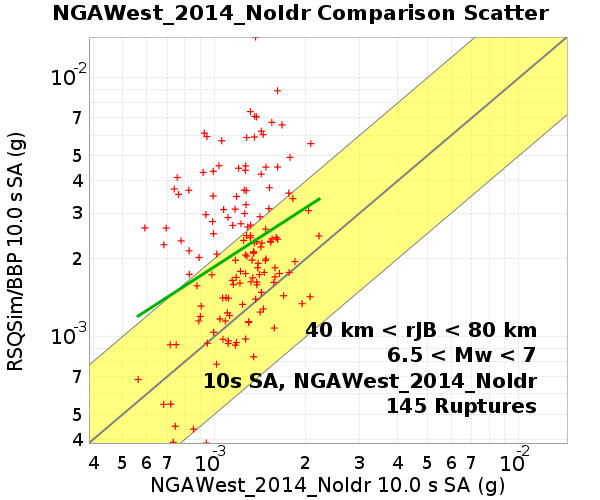 NGAWest_2014_NoIdr Comparison Scatter
RSQSim/BBP 10.0 s SA (g)
10-2
7
5
4
3
2
10-3
7
5
4
40 km < rJB < 80 km
6.5 < Mw < 7
10s SA, NGAWest_2014_NoIdr
145 Ruptures
4 5 6 7 10-3 2 3 4 5 6 7 10-2
NGAWest_2014_NoIdr 10.0 s SA (g)